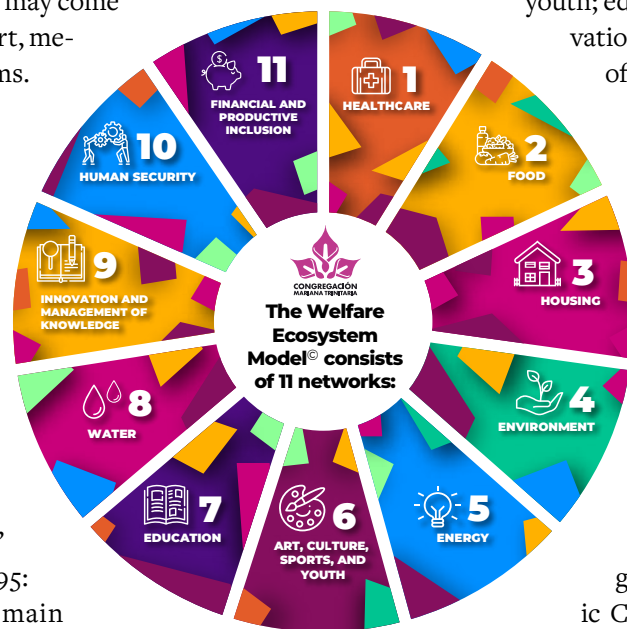 may come
rt, me-
ms.
youth; ed
vatio
of
11
FINANCIAL AND
PRODUCTIVE
INCLUSION
1
HEALTHCARE
2
FOOD
3
HOUSING
4
ENVIRONMENT
5
ENERGY
6
ART, CULTURE,
SPORTS, AND
YOUTH
7
EDUCATION
8
WATER
9
INNOVATION AND
MANAGEMENT OF
KNOWLEDGE
10
HUMAN SECURITY
CONGREGACIÓN
MARIANA TRINITARIA
The Welfare
Ecosystem
Model© consists
of 11 networks:
95:
main
g
ic C